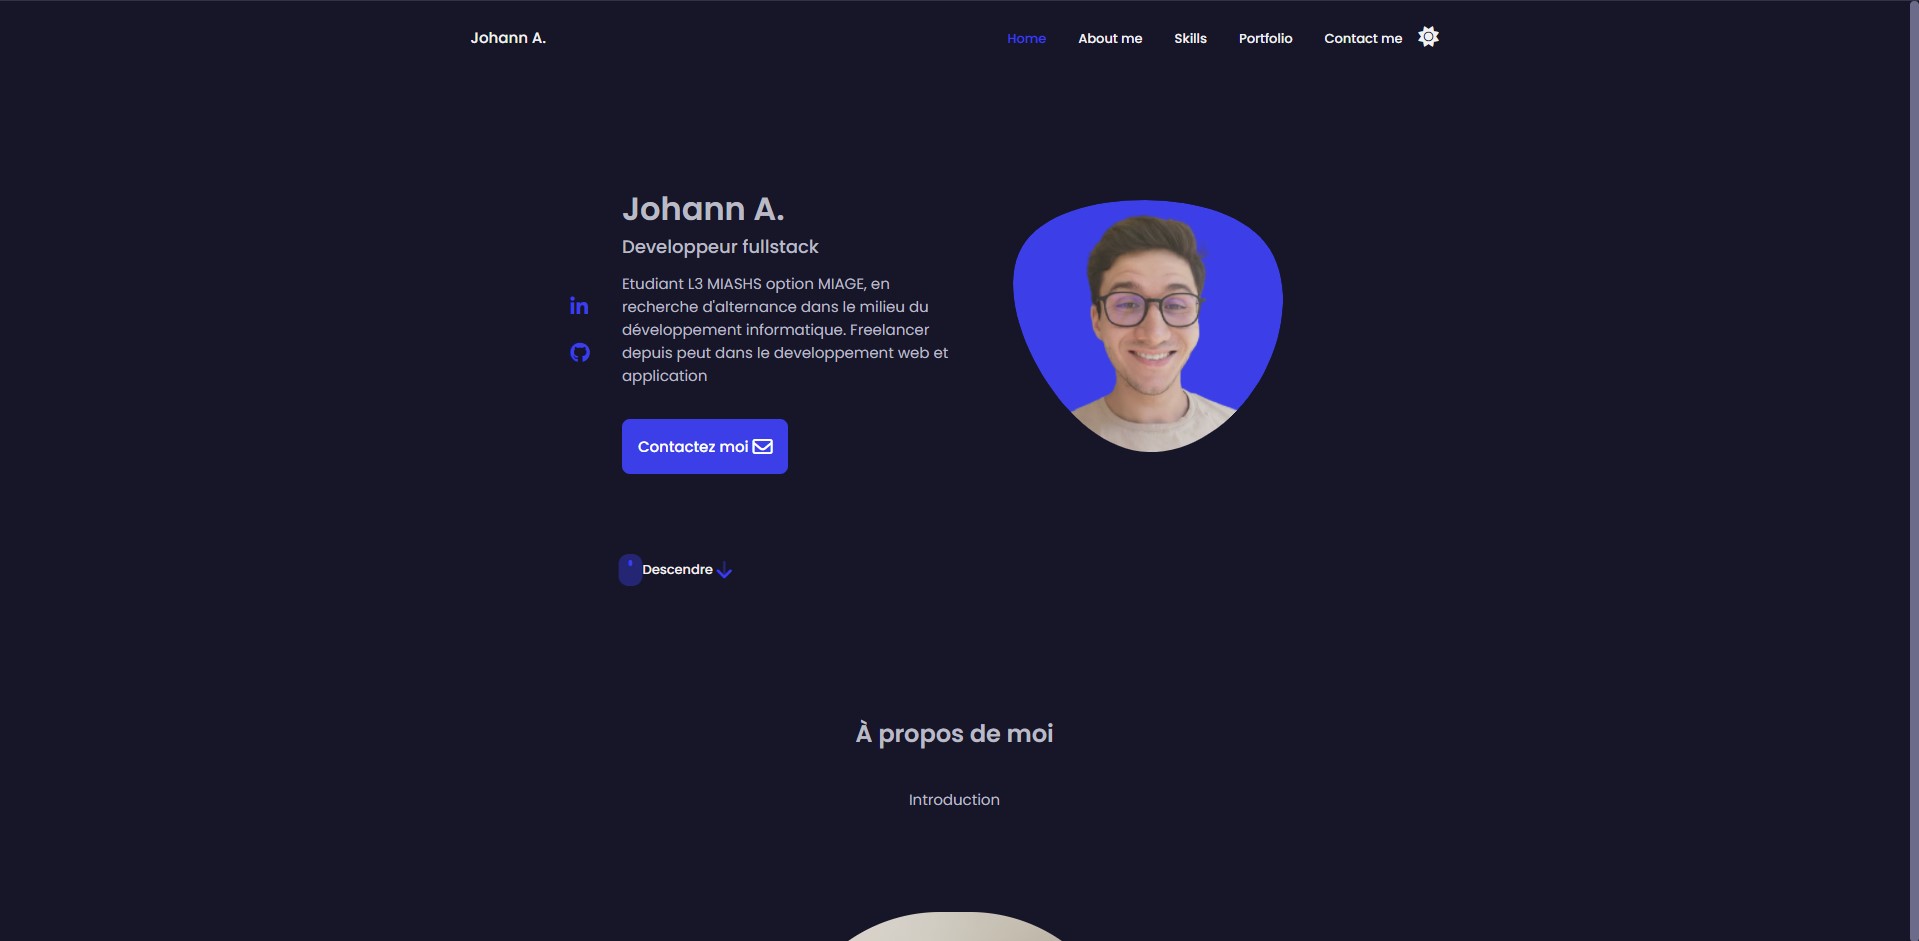 Johann A.
Home
About me
Skills
Portfolio
Contact me
Johann A.
Developpeur fullstack
Etudiant L3 MIASHS option MIAGE, en
recherche d'alternance dans le milieu du
développement informatique. Freelancer
depuis peut dans le developpement web et
application
in
Contactez moi
Descendre
À propos de moi
Introduction